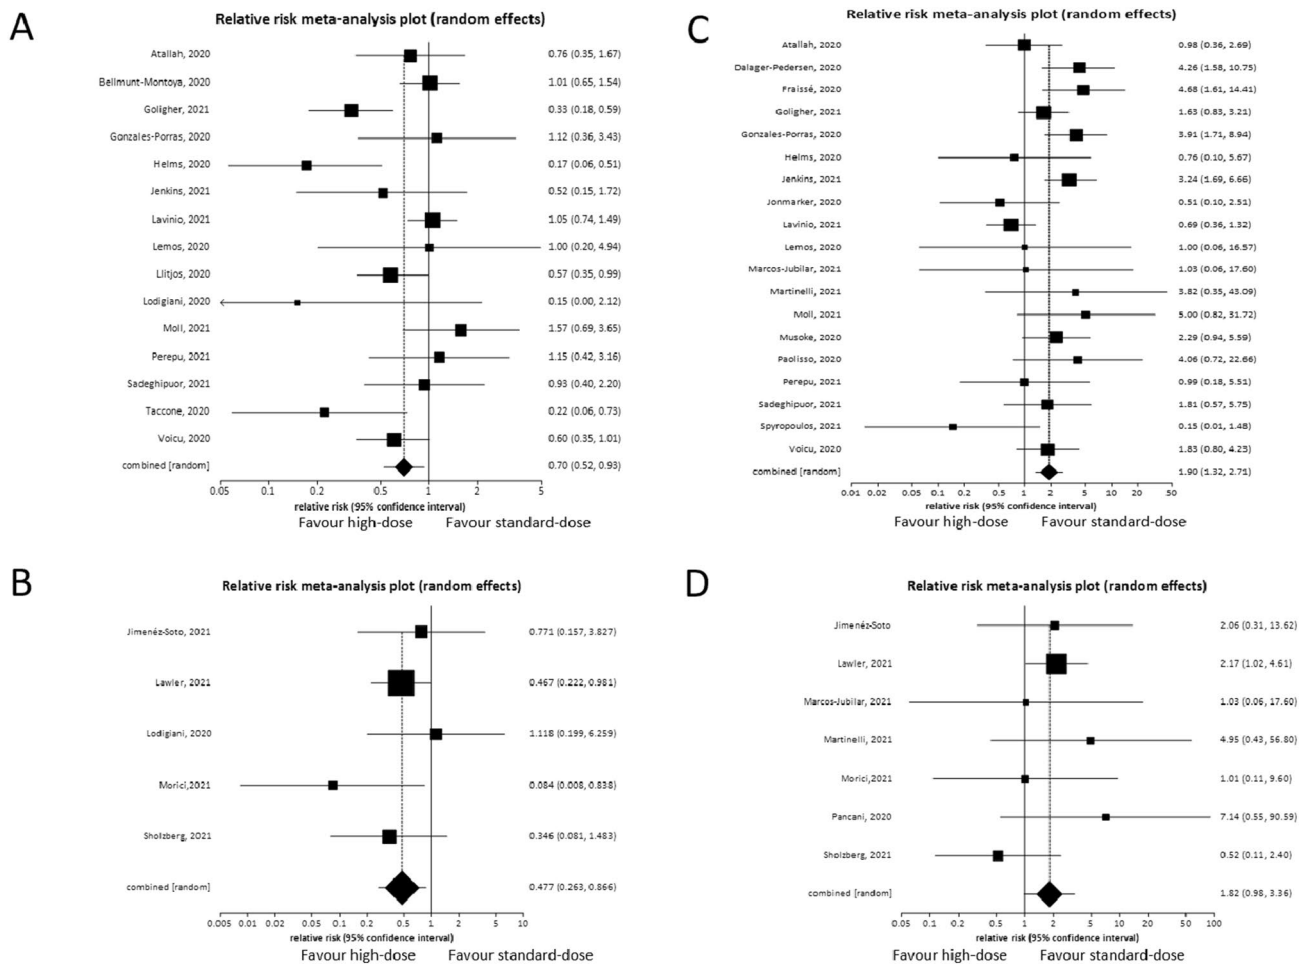 A
Relative risk meta-analysis plot (random effects)
Atallah, 2020 0.76 (0.35, 1.67)
Bellmunt-Montoya, 2020 1.01 (0.65, 1.54)
Goligher, 2021 0.33 (0.18, 0.59)
Gonzales-Porras, 2020 1.12 (0.36, 3.43)
Helms, 2020 0.17 (0.06, 0.51)
Jenkins, 2021 0.52 (0.15, 1.72)
Lavinio, 2021 1.05 (0.74, 1.49)
Lemos, 2020 1.00 (0.20, 4.94)
Llitjos, 2020 0.57 (0.35, 0.99)
Lodigiani, 2020 0.15 (0.00, 2.12)
Moll, 2021 1.57 (0.69, 3.65)
Perepu, 2021 1.15 (0.42, 3.16)
Sadeghipuor, 2021 0.93 (0.40, 2.20)
Taccone, 2020 0.22 (0.06, 0.73)
Voicu, 2020 0.60 (0.35, 1.01)
combined [random] 0.70 (0.52, 0.93)
0.05 0.1 0.2 0.5 1 2 5
relative risk (95% confidence interval)
Favour high-dose Favour standard-dose
C
Relative risk meta-analysis plot (random effects)
Atallah, 2020 0.98 (0.36, 2.69)
Dalager-Pedersen, 2020 4.26 (1.58, 10.75)
Fraissé, 2020 4.68 (1.61, 14.41)
Goligher, 2021 1.63 (0.83, 3.21)
Gonzales-Porras, 2020 3.91 (1.71, 8.94)
Helms, 2020 0.76 (0.10, 5.67)
Jenkins, 2021 3.24 (1.69, 6.66)
Jonmarker, 2020 0.51 (0.10, 2.51)
Lavinio, 2021 0.69 (0.36, 1.32)
Lemos, 2020 1.00 (0.06, 16.57)
Marcos-Jubilar, 2021 1.03 (0.06, 17.60)
Martinelli, 2021 3.82 (0.35, 43.09)
Moll, 2021 5.00 (0.82, 31.72)
Musoke, 2020 2.29 (0.94, 5.59)
Paolisso, 2020 4.06 (0.72, 22.66)
Perepu, 2021 0.99 (0.18, 5.51)
Sadeghipuor, 2021 1.81 (0.57, 5.75)
Spyropoulos, 2021 0.15 (0.01, 1.48)
Voicu, 2020 1.83 (0.80, 4.23)
combined [random] 1.90 (1.32, 2.71)
0.01 0.02 0.1 0.2 0.5 1 2 5 10 20 50
relative risk (95% confidence interval)
Favour high-dose Favour standard-dose
B
Relative risk meta-analysis plot (random effects)
Jimenéz-Soto, 2021 0.771 (0.157, 3.827)
Lawler, 2021 0.467 (0.222, 0.981)
Lodigiani, 2020 1.118 (0.199, 6.259)
Morici,2021 0.084 (0.008, 0.838)
Sholzberg, 2021 0.346 (0.081, 1.483)
combined [random] 0.477 (0.263, 0.866)
0.005 0.01 0.02 0.05 0.1 0.2 0.5 1 2 5 10
relative risk (95% confidence interval)
Favour high-dose Favour standard-dose
D
Relative risk meta-analysis plot (random effects)
Jimenéz-Soto 2.06 (0.31, 13.62)
Lawler, 2021 2.17 (1.02, 4.61)
Marcos-Jubilar, 2021 1.03 (0.06, 17.60)
Martinelli, 2021 4.95 (0.43, 56.80)
Morici,2021 1.01 (0.11, 9.60)
Pancani, 2020 7.14 (0.55, 90.59)
Sholzberg, 2021 0.52 (0.11, 2.40)
combined [random] 1.82 (0.98, 3.36)
0.05 0.1 0.2 0.5 1 2 5 10 20 50 100
relative risk (95% confidence interval)
Favour high-dose Favour standard-dose